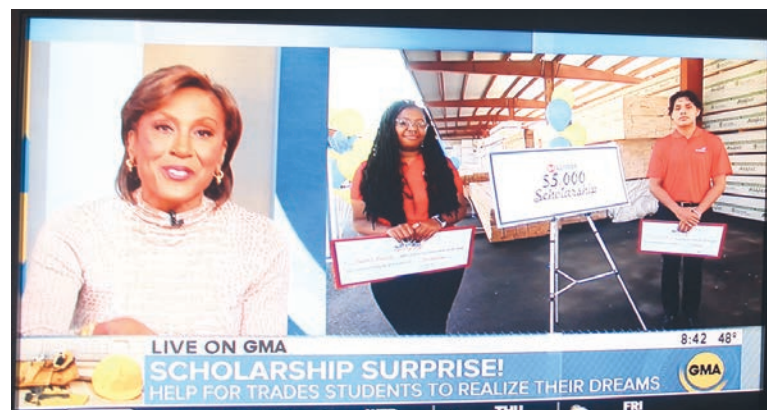 $5,000
Scholarship
LIVE ON GMA
8:42 48°
SCHOLARSHIP SURPRISE!
HELP FOR TRADES STUDENTS TO REALIZE THEIR DREAMS
GMA
THU
FRI